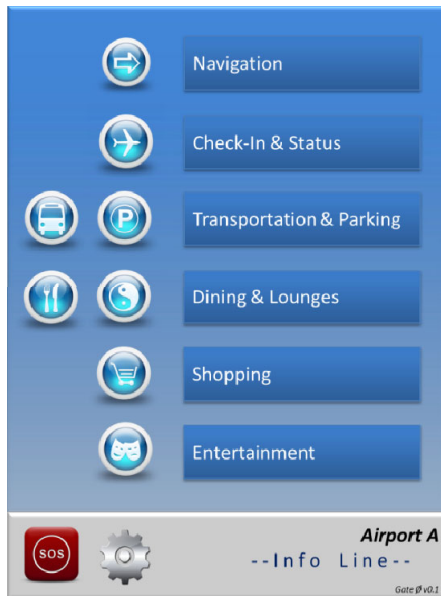 Navigation
Check-In & Status
P
Transportation & Parking
Dining & Lounges
Shopping
Entertainment
SOS
Airport A
--Info Line--
Gate Ø v0.1